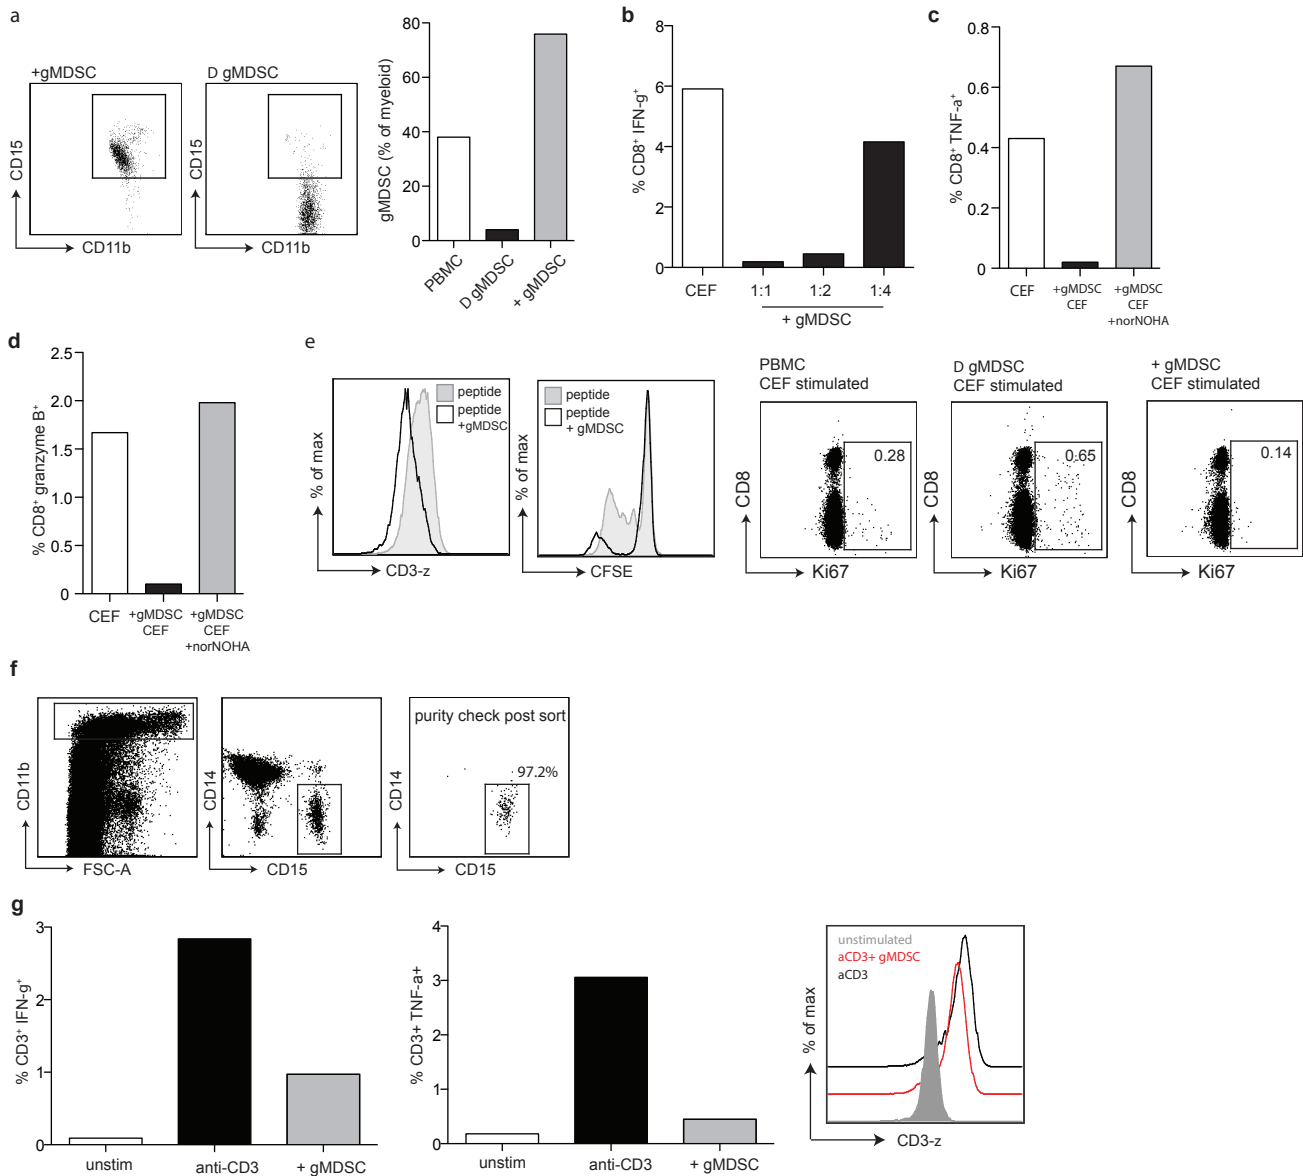 a
+gMDSC
CD15
CD11b
D gMDSC
CD15
CD11b
gMDSC (% of myeloid)
80
60
40
20
0
PBMC
D gMDSC
+ gMDSC
b
% CD8+ IFN-g+
8
6
4
2
0
CEF
1:1
1:2
1:4
+ gMDSC
c
% CD8+ TNF-a+
0.8
0.6
0.4
0.2
0
CEF
+gMDSC
CEF
+gMDSC
CEF
+norNOHA
d
% CD8+ granzyme B+
2.5
2.0
1.5
1.0
0.5
0
CEF
+gMDSC
CEF
+gMDSC
CEF
+norNOHA
e
peptide
peptide
+gMDSC
% of max
CD3-z
peptide
peptide
+ gMDSC
% of max
CFSE
PBMC
CEF stimulated
0.28
CD8
Ki67
D gMDSC
CEF stimulated
0.65
CD8
Ki67
+ gMDSC
CEF stimulated
0.14
CD8
Ki67
f
CD11b
FSC-A
CD14
CD15
purity check post sort
97.2%
CD14
CD15
g
% CD3+ IFN-g+
3
2
1
0
unstim
anti-CD3
+ gMDSC
% CD3+ TNF-a+
4
3
2
1
0
unstim
anti-CD3
+ gMDSC
unstimulated
aCD3+ gMDSC
aCD3
% of max
CD3-z